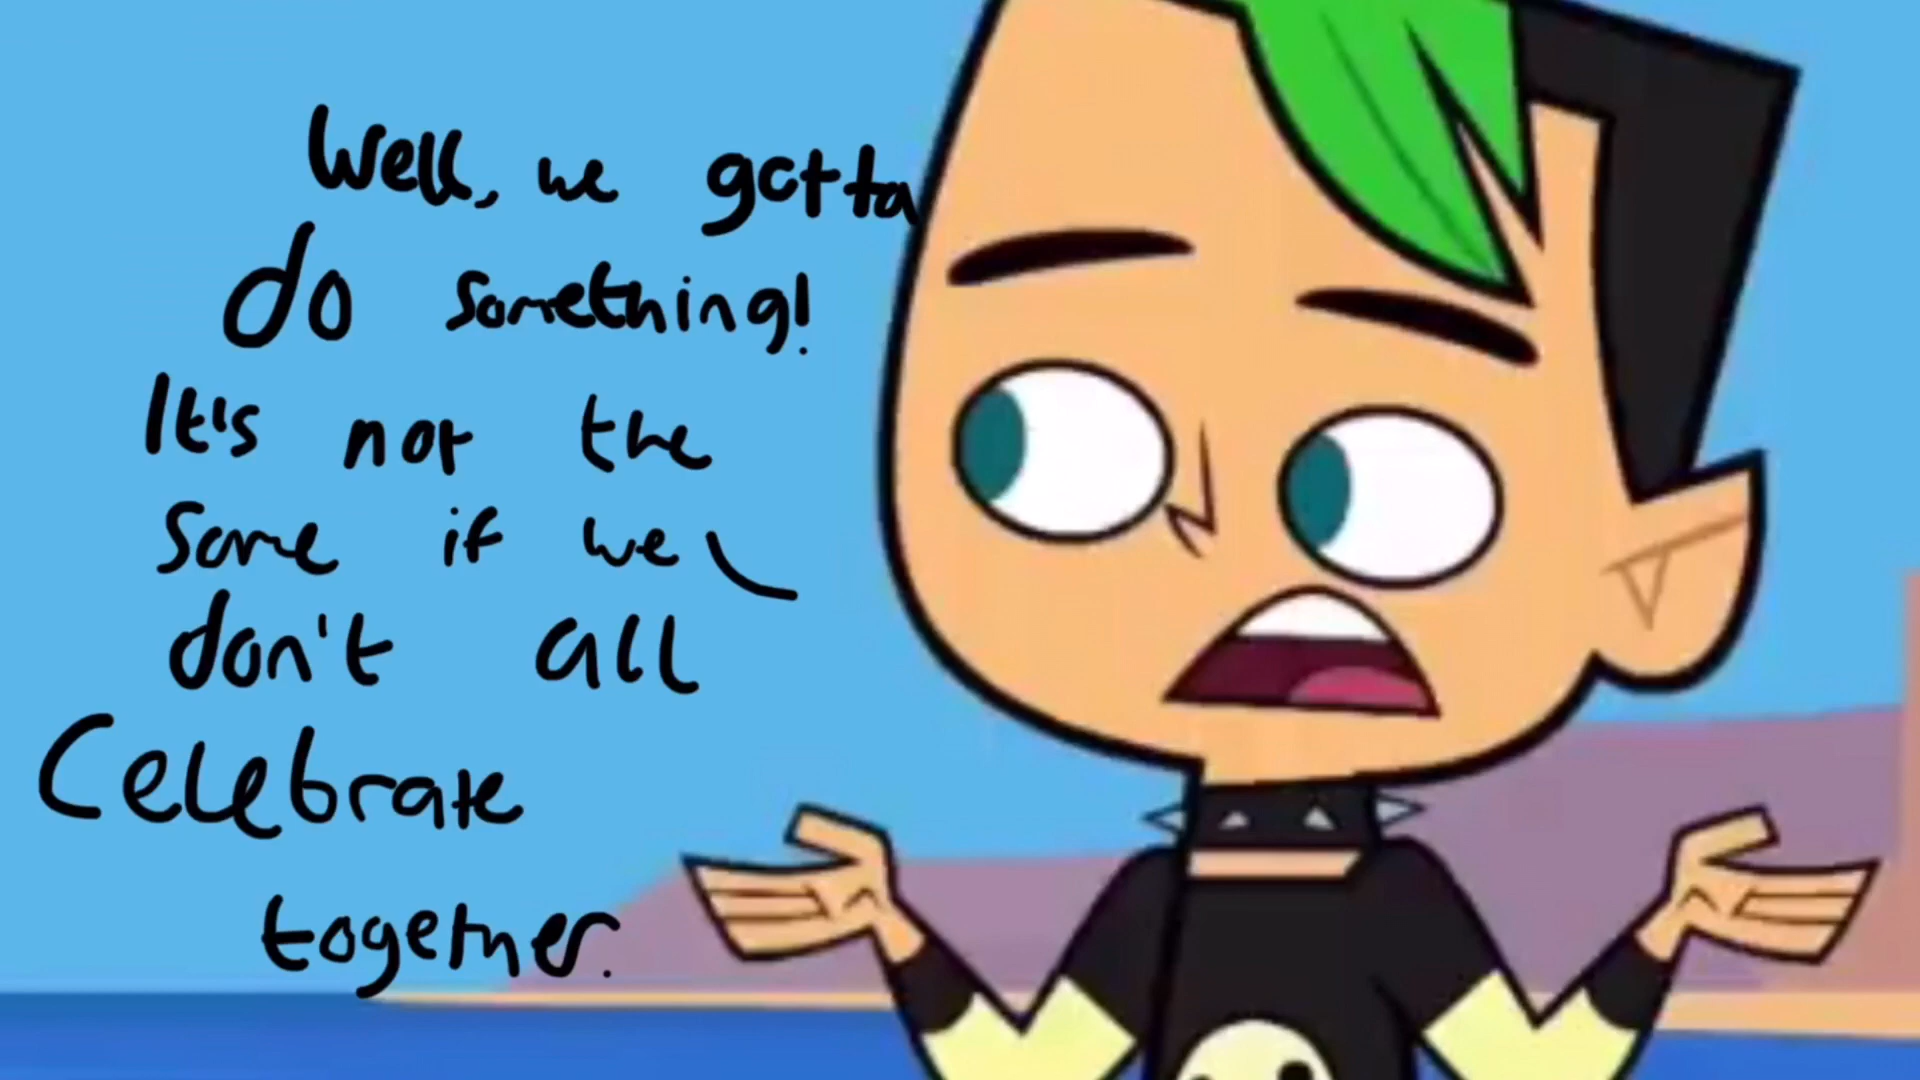 Well, we gotta
do something!
It's not the
same if we
don't all
Celebrate
together.